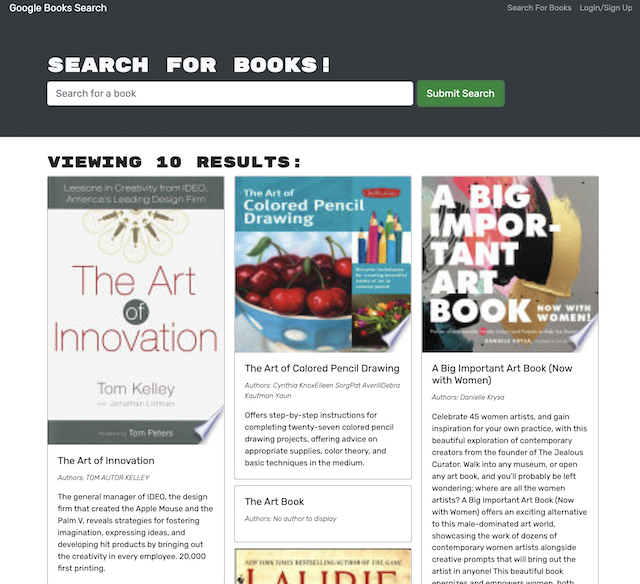 Google Books Search
Search For Books Login/Sign Up
SEARCH FOR BOOKS!
Search for a book
Submit Search
VIEWING 10 RESULTS:
Lessons in Creativity from IDEO,
America's Leading Design Firm
The Art
of
Innovation
Tom Kelley
with Jonathan Littman
Foreword by Tom Peters
The Art of Innovation
Authors: TOM AUTOR KELLEY
The general manager of IDEO, the design
firm that created the Apple Mouse and the
Palm V, reveals strategies for fostering
imagination, expressing ideas, and
developing hit products by bringing out
the creativity in every employee. 20,000
first printing.
The Art of
Colored Pencil
Drawing
Discover techniques
for creating beautiful
works of art in
colored pencil
The Art of Colored Pencil Drawing
Authors: Cynthia KnoxEileen SorgPat AverillDebra
Kaufman Yaun
Offers step-by-step instructions for
completing twenty-seven colored pencil
drawing projects, offering advice on
appropriate supplies, color theory, and
basic techniques in the medium.
The Art Book
Authors: No author to display
NEW YORK TIMES BESTSELLING AUTHOR OF THE GAME
LAURIE
A BIG
IMPOR-
TANT
ART
BOOK
NOW WITH
WOMEN!
DANIELLE KRYSA
A Big Important Art Book (Now
with Women)
Authors: Danielle Krysa
Celebrate 45 women artists, and gain
inspiration for your own practice, with this
beautiful exploration of contemporary
creators from the founder of The Jealous
Curator. Walk into any museum, or open
any art book, and you'll probably be left
wondering: where are all the women
artists? A Big Important Art Book (Now
with Women) offers an exciting alternative
to this male-dominated art world,
showcasing the work of dozens of
contemporary women artists alongside
creative prompts that will bring out the
artist in anyone! This beautiful book
energizes and empowers women, both